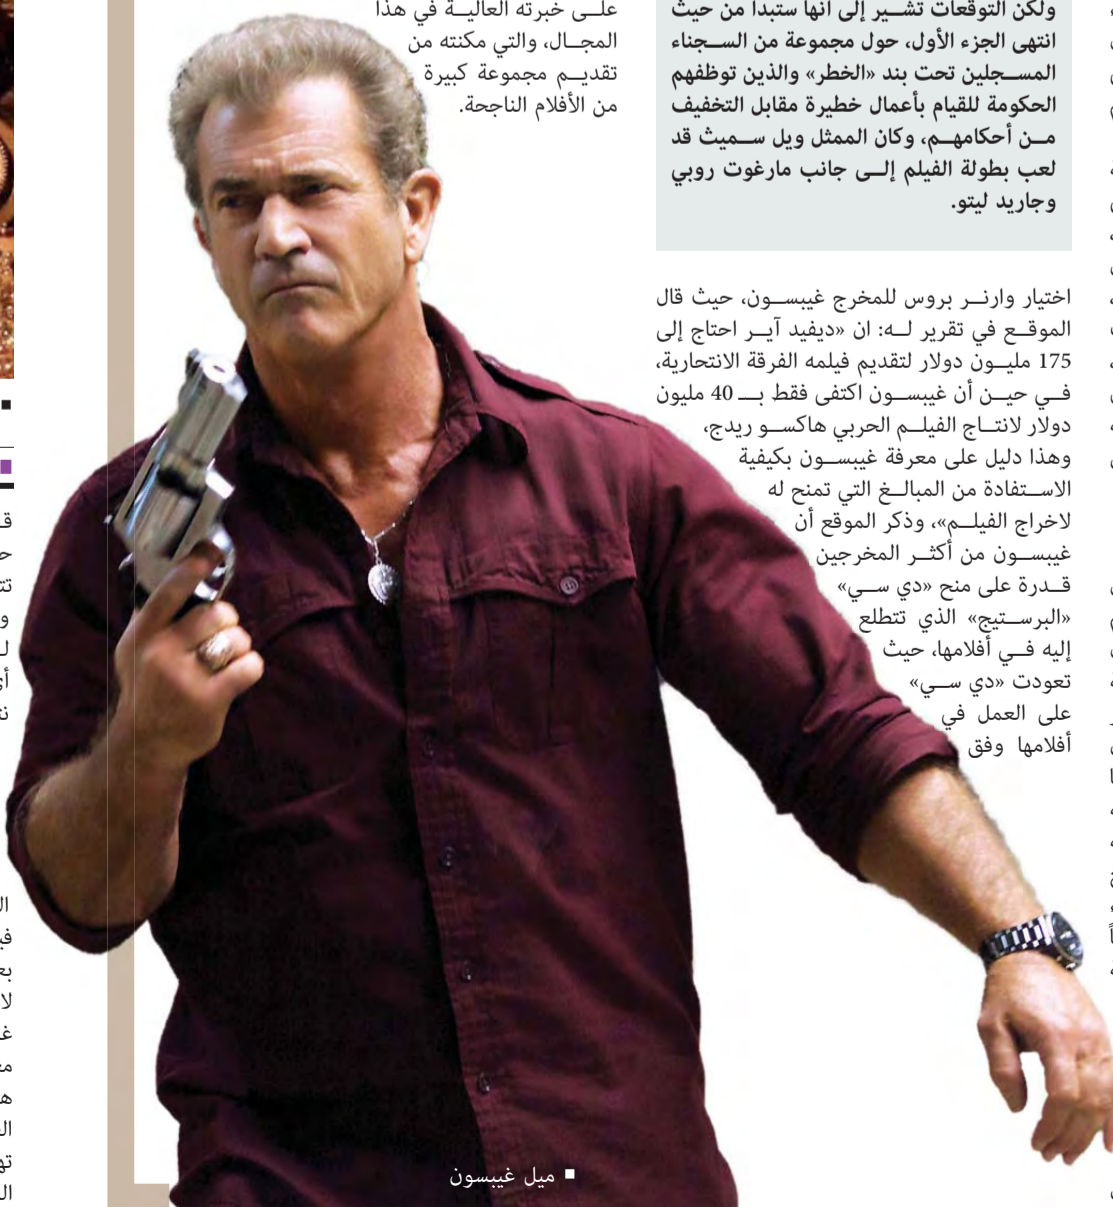 ولكن التوقعات تشير إلى أنها ستبدأ من حيث
انتهى الجزء الأول، حول مجموعة من السجناء
المسجلين تحت بند «الخطر» والذين توظفهم
الحكومة للقيام بأعمال خطيرة مقابل التخفيف
من أحكامهم، وكان الممثل ويل سميث قد
لعب بطولة الفيلم إلى جانب مارغوت روبي
وجاريد ليتو.
اختيار وارنر بروس للمخرج غيبسون، حيث قال
الموقع في تقرير له: ان «ديفيد آير احتاج إلى
175 مليون دولار لتقديم فيلمه الفرقة الانتحارية،
في حين أن غيبسون اكتفى فقط بـ 40 مليون
دولار لانتاج الفيلم الحربي هاكسو ريدج،
وهذا دليل على معرفة غيبسون بكيفية
الاستفادة من المبالغ التي تمنح له
لاخراج الفيلم»، وذكر الموقع أن
غيبسون من أكثر المخرجين
قدرة على منح «دي سي»
«البرستيج» الذي تتطلع
إليه في أفلامها، حيث
تعودت «دي سي»
على العمل في
أفلامها وفق
على خبرته العالية في هذا
المجال، والتي مكنته من
تقديم مجموعة كبيرة
من الأفلام الناجحة.
■ ميل غيبسون